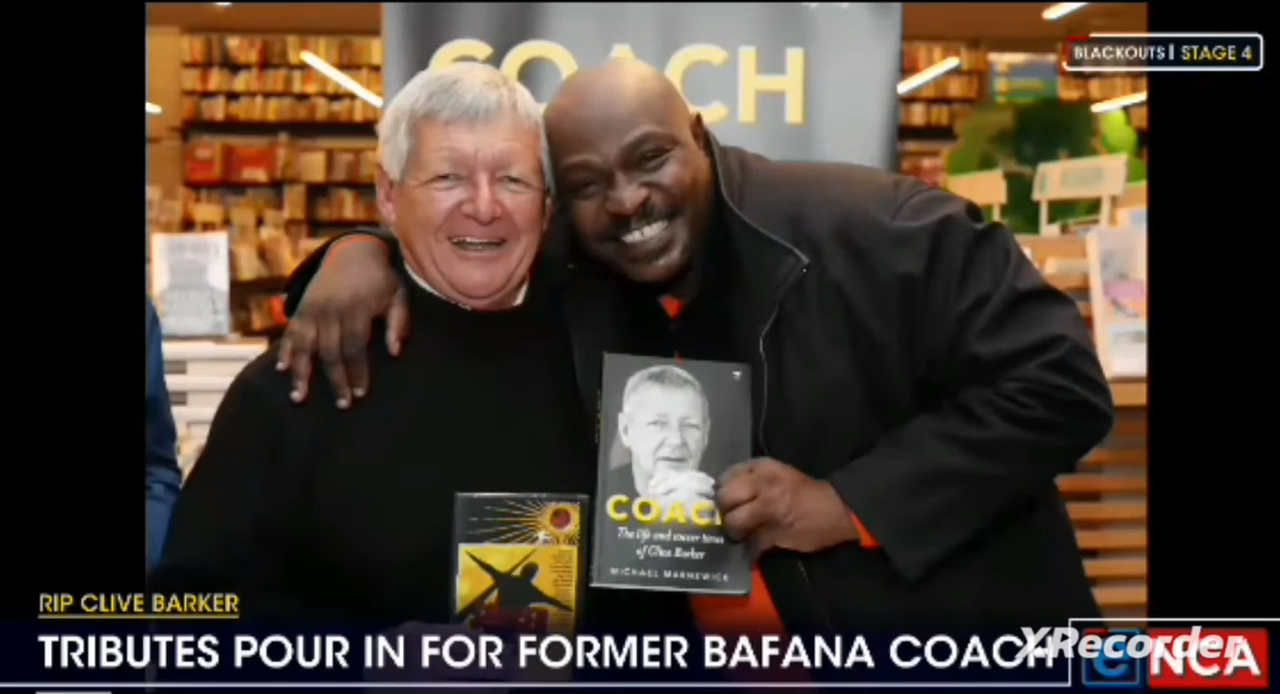 COACH
BLACKOUTS | STAGE 4
COACH
The life and soccer times
of Clive Barker
MICHAEL MARNEWICK
RIP CLIVE BARKER
TRIBUTES POUR IN FOR FORMER BAFANA COACH
XRecorder
eNCA